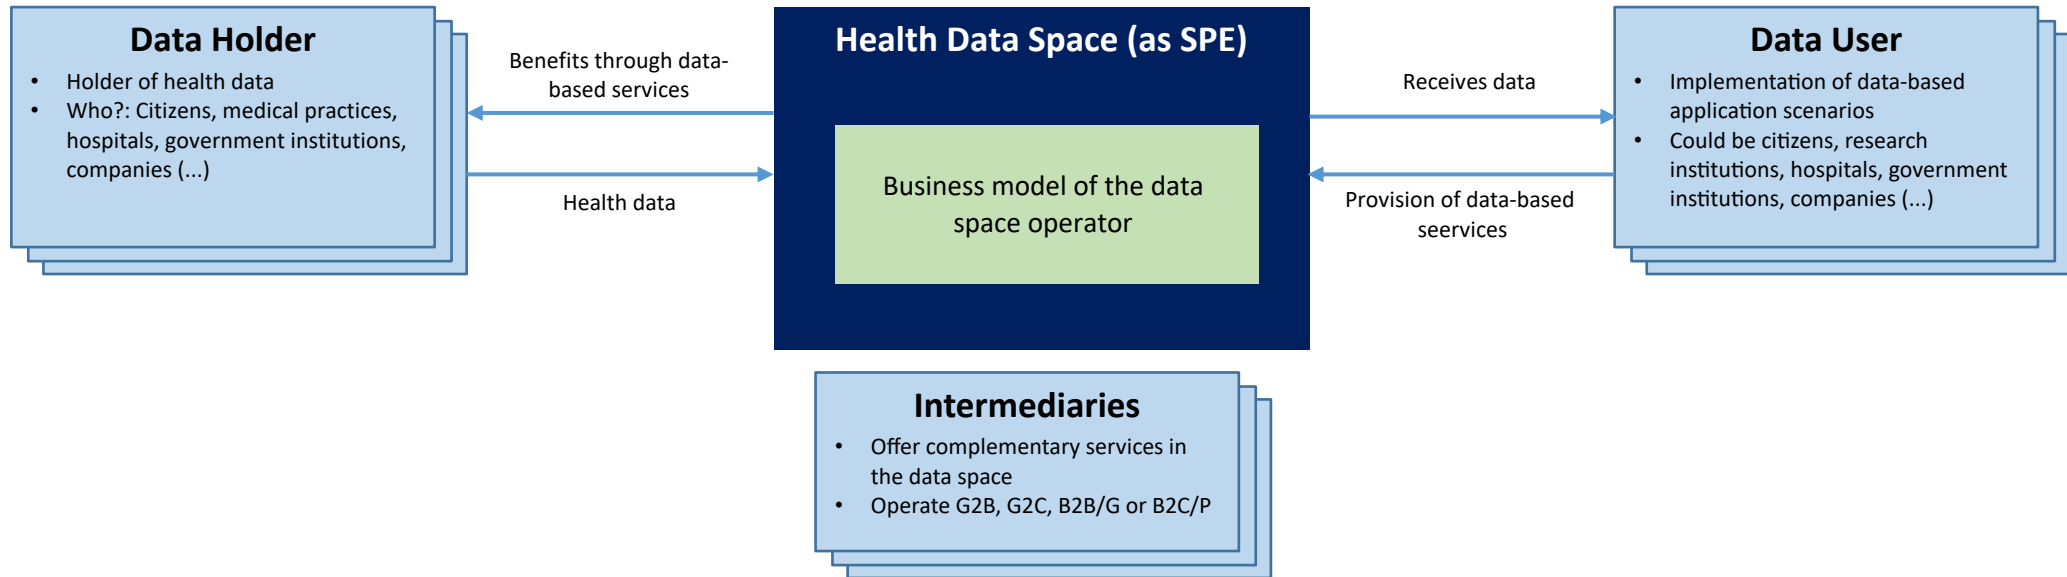 Data Holder
• Holder of health data
• Who?: Citizens, medical practices,
hospitals, government institutions,
companies (...)
Benefits through data-
based services
Health data
Health Data Space (as SPE)
Business model of the data
space operator
Receives data
Provision of data-based
seervices
Data User
• Implementation of data-based
application scenarios
• Could be citizens, research
institutions, hospitals, government
institutions, companies (...)
Intermediaries
• Offer complementary services in
the data space
• Operate G2B, G2C, B2B/G or B2C/P